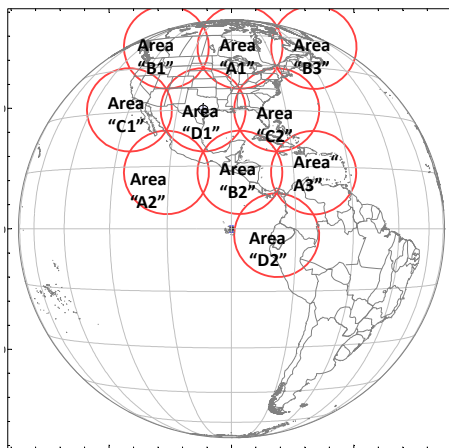 Area
“B1”
Area
“A1”
Area
“B3”
Area
“C1”
Area
“D1”
Area
“C2”
Area
“A2”
Area
“B2”
Area“
A3”
Area
“D2”